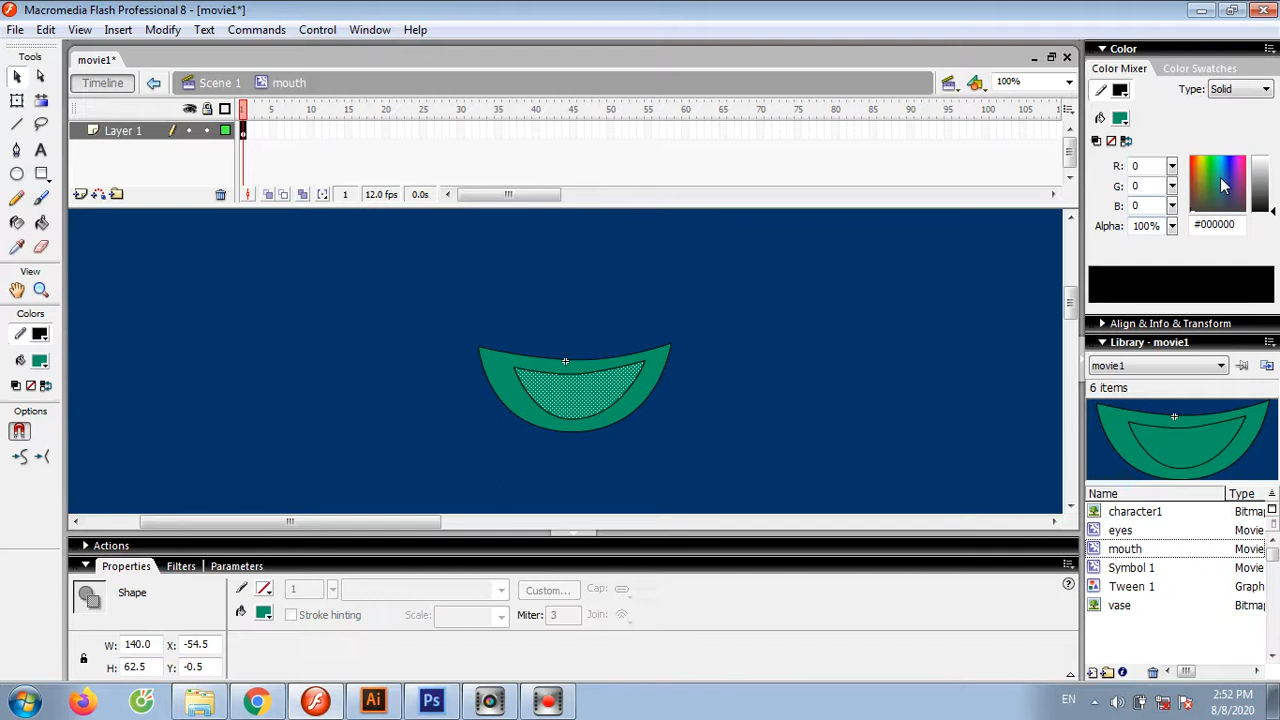 Macromedia Flash Professional 8 - [movie1*]
File Edit View Insert Modify Text Commands Control Window Help
Tools
View
Colors
Options
movie1*
Timeline Scene 1 mouth 100%
1 5 10 15 20 25 30 35 40 45 50 55 60 65 70 75 80 85 90 95 100 105
Layer 1
1 12.0 fps 0.0s
Color
Color Mixer Color Swatches
Type: Solid
R: 0
G: 0
B: 0
Alpha: 100% #000000
Align & Info & Transform
Library - movie1
movie1
6 items
Name Type
character1 Bitma
eyes Movie
mouth Movie
Symbol 1 Movie
Tween 1 Graph
vase Bitma
Actions
Properties Filters Parameters
Shape 1 Custom... Cap:
Stroke hinting Scale: Miter: 3 Join:
W: 140.0 X: -54.5
H: 62.5 Y: -0.5
Ai Ps
EN 2:52 PM
8/8/2020